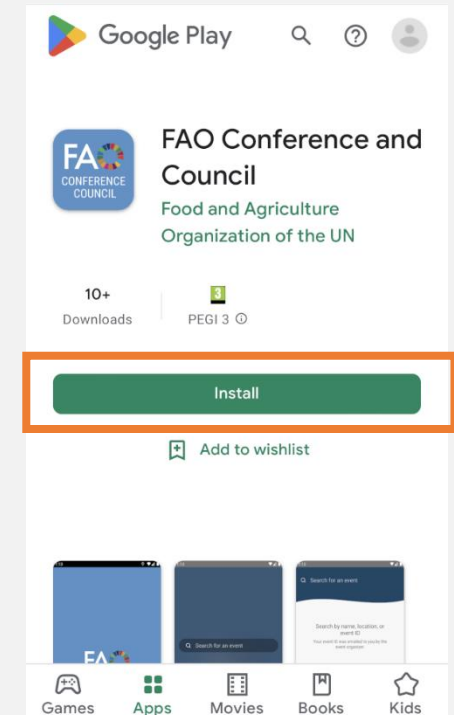 Google Play
FAO
CONFERENCE
COUNCIL
FAO Conference and
Council
Food and Agriculture
Organization of the UN
10+
Downloads
3
PEGI 3
Install
Add to wishlist
FAO
Search for an event
Search for an event
Search by name, location, or
event ID
Games
Apps
Movies
Books
Kids